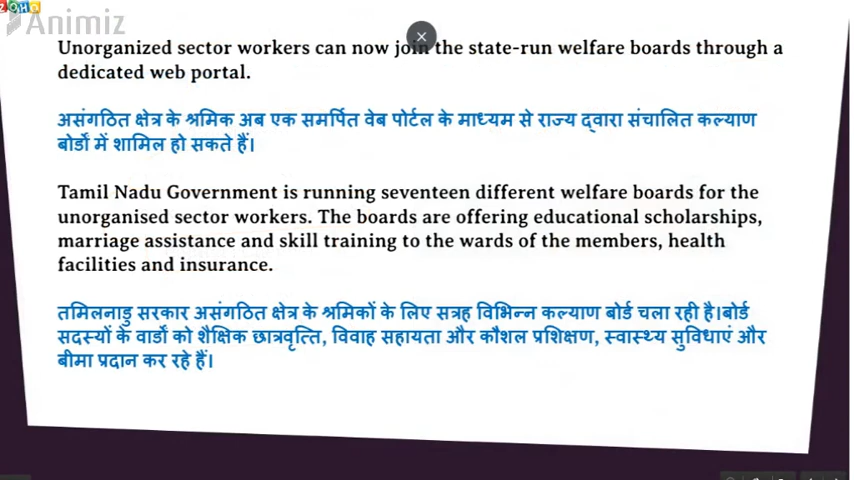 ZOHO
Animiz
Unorganized sector workers can now join the state-run welfare boards through a
dedicated web portal.
असंगठित क्षेत्र के श्रमिक अब एक समर्पित वेब पोर्टल के माध्यम से राज्य द्वारा संचालित कल्याण
बोर्डों में शामिल हो सकते हैं।
Tamil Nadu Government is running seventeen different welfare boards for the
unorganised sector workers. The boards are offering educational scholarships,
marriage assistance and skill training to the wards of the members, health
facilities and insurance.
तमिलनाडु सरकार असंगठित क्षेत्र के श्रमिकों के लिए सत्रह विभिन्न कल्याण बोर्ड चला रही है।बोर्ड
सदस्यों के वार्डों को शैक्षिक छात्रवृत्ति, विवाह सहायता और कौशल प्रशिक्षण, स्वास्थ्य सुविधाएं और
बीमा प्रदान कर रहे हैं।